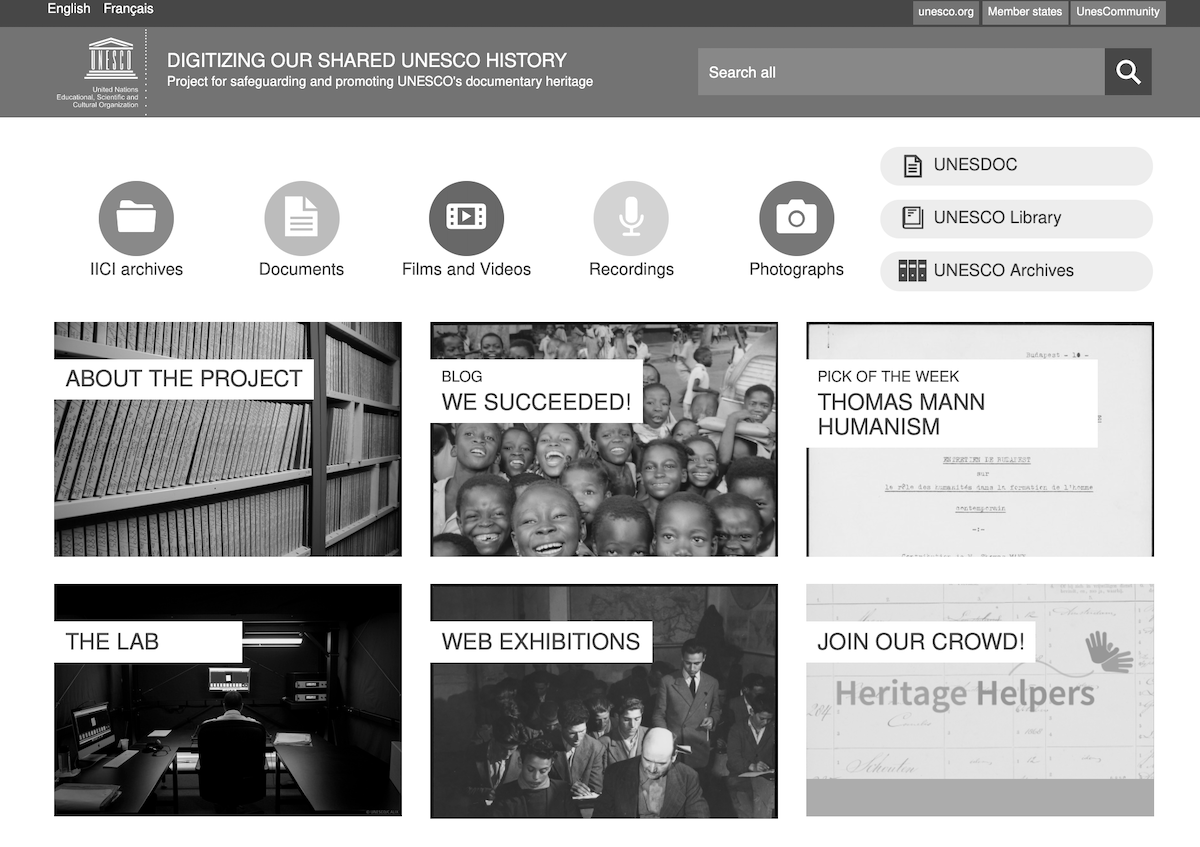 English Français
unesco.org Member states UnesCommunity
UNESCO
United Nations
Educational, Scientific and
Cultural Organization
DIGITIZING OUR SHARED UNESCO HISTORY
Project for safeguarding and promoting UNESCO's documentary heritage
Search all
IICI archives
Documents
Films and Videos
Recordings
Photographs
UNESDOC
UNESCO Library
UNESCO Archives
ABOUT THE PROJECT
BLOG
WE SUCCEEDED!
PICK OF THE WEEK
THOMAS MANN
HUMANISM
Budapest - 10 -
ENTRETIEN DE BUDAPEST
sur
le rôle des humanités dans la formation de l'homme
contemporain
-:-
THE LAB
WEB EXHIBITIONS
JOIN OUR CROWD!
Heritage Helpers